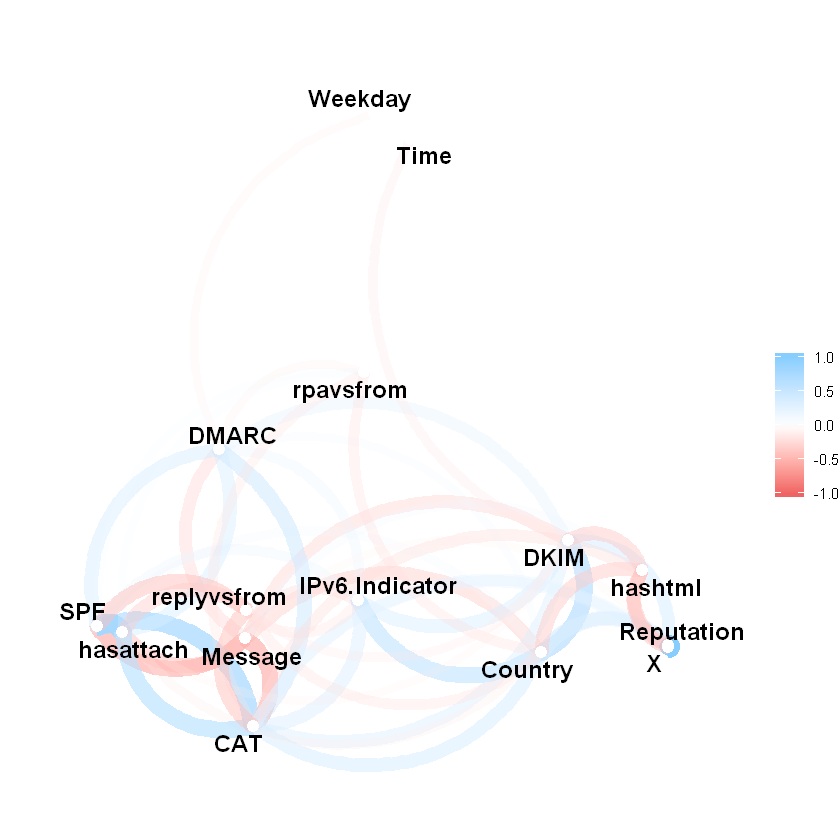 Weekday
Time
1.0
0.5
0.0
-0.5
-1.0
rpavsfrom
DMARC
DKIM
IPv6.Indicator
hashtml
replyvsfrom
SPF
Reputation
hasattach
Message
X
Country
CAT